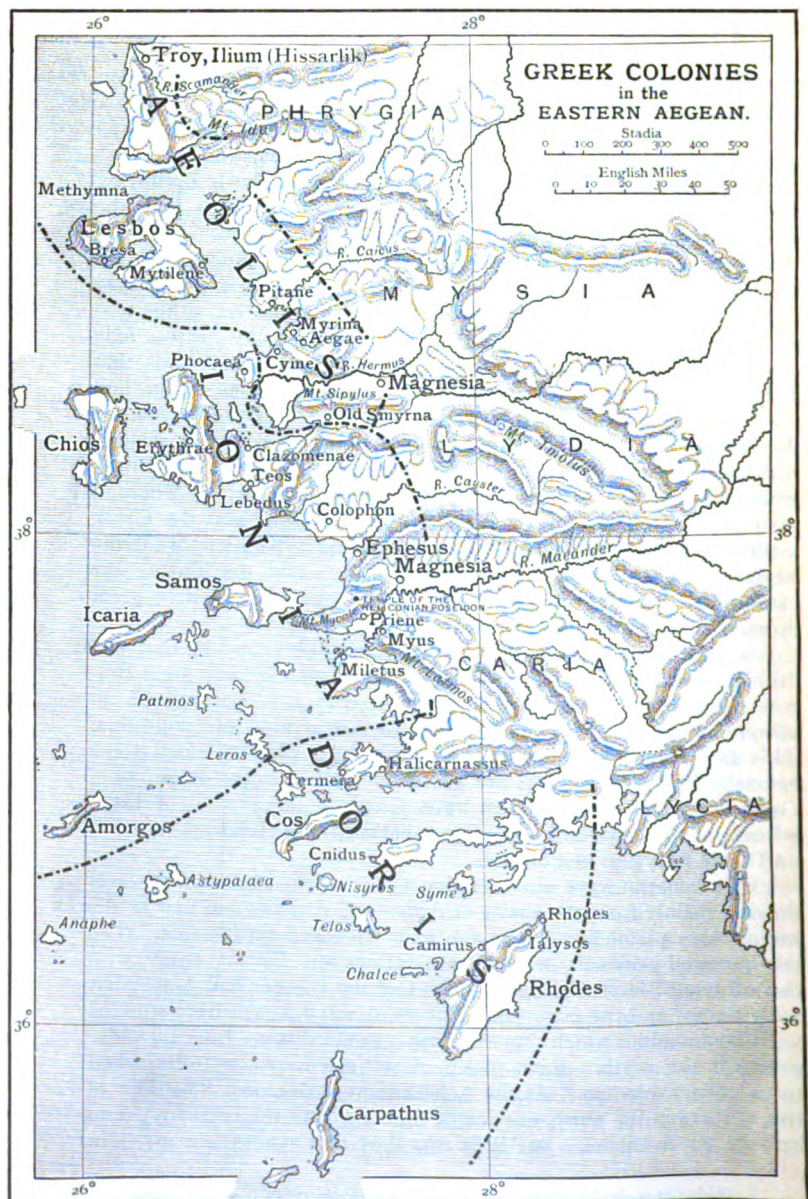 26°
28°
Troy, Ilium (Hissarlik)
GREEK COLONIES
in the
EASTERN AEGEAN.
Stadia
0 100 200 300 400 500
English Miles
0 10 20 30 40 50
R. Scamander
PHRYGIA
Mt. Ida
AEOLIS
Methymna
Lesbos
Bresa
Mytilene
R. Caicus
MYSIA
Pitane
Myrina
Aegae
Cyme
R. Hermus
Phocaea
Magnesia
Mt. Sipylus
Old Smyrna
IONIA
Chios
Erythrae
Clazomenae
Teos
Lebedus
Colophon
LYDIA
Mt. Tmolus
R. Cayster
38°
38°
Ephesus
R. Maeander
Magnesia
Samos
TEMPLE OF THE
HELICONIAN POSEIDON
Icaria
Mt. Myca
Priene
Myus
Miletus
Mt. Latmos
CARIA
Patmos
Leros
DORIS
Termera
Halicarnassus
LYCIA
Amorgos
Cos
Cnidus
Astypalaea
Nisyros
Syme
Anaphe
Telos
Rhodes
Camirus
Ialysos
Chalce
Rhodes
36°
36°
Carpathus
26°
28°